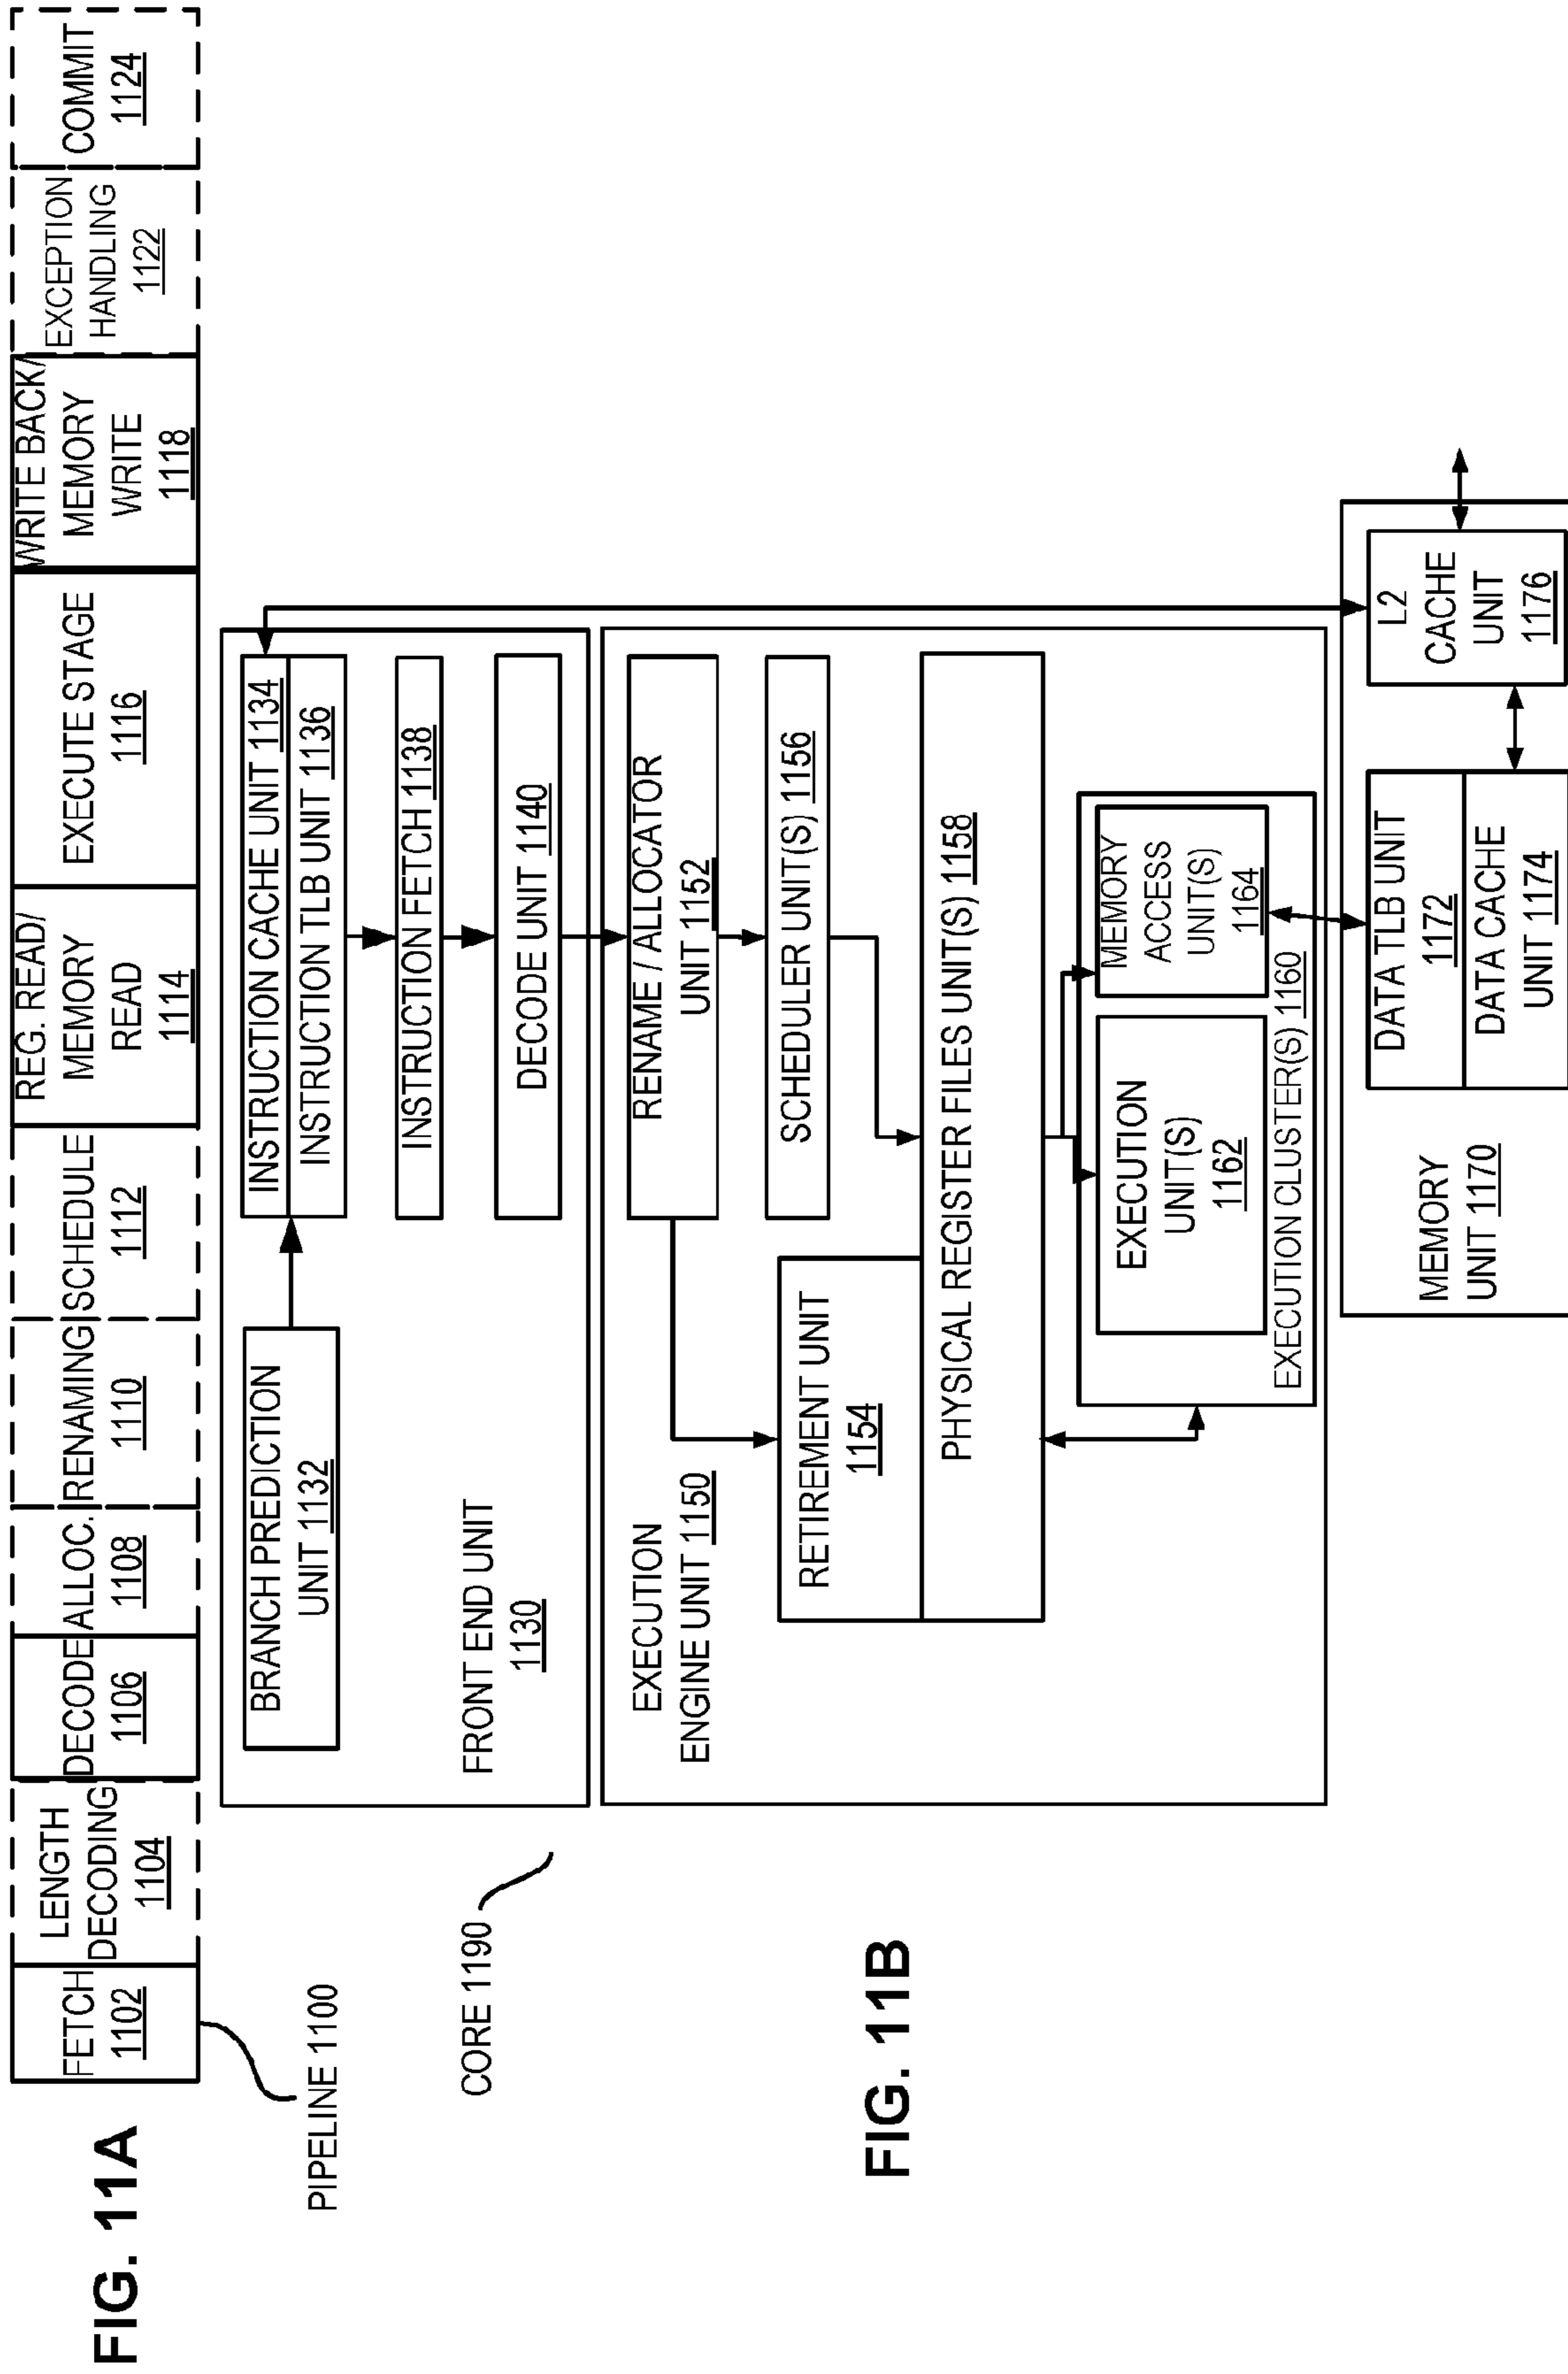 FIG. 11A
FETCH
1102
LENGTH
DECODING
1104
DECODE
1106
ALLOC.
1108
RENAMING
1110
SCHEDULE
1112
REG. READ/
MEMORY
READ
1114
EXECUTE STAGE
1116
WRITE BACK/
MEMORY
WRITE
1118
EXCEPTION
HANDLING
1122
COMMIT
1124
PIPELINE 1100
CORE 1190
BRANCH PREDICTION
UNIT 1132
INSTRUCTION CACHE UNIT 1134
INSTRUCTION TLB UNIT 1136
INSTRUCTION FETCH 1138
DECODE UNIT 1140
FRONT END UNIT
1130
EXECUTION
ENGINE UNIT 1150
RENAME / ALLOCATOR
UNIT 1152
SCHEDULER UNIT(S) 1156
RETIREMENT UNIT
1154
PHYSICAL REGISTER FILES UNIT(S) 1158
EXECUTION
UNIT(S)
1162
MEMORY
ACCESS
UNIT(S)
1164
EXECUTION CLUSTER(S) 1160
FIG. 11B
MEMORY
UNIT 1170
DATA TLB UNIT
1172
DATA CACHE
UNIT 1174
L2
CACHE
UNIT
1176